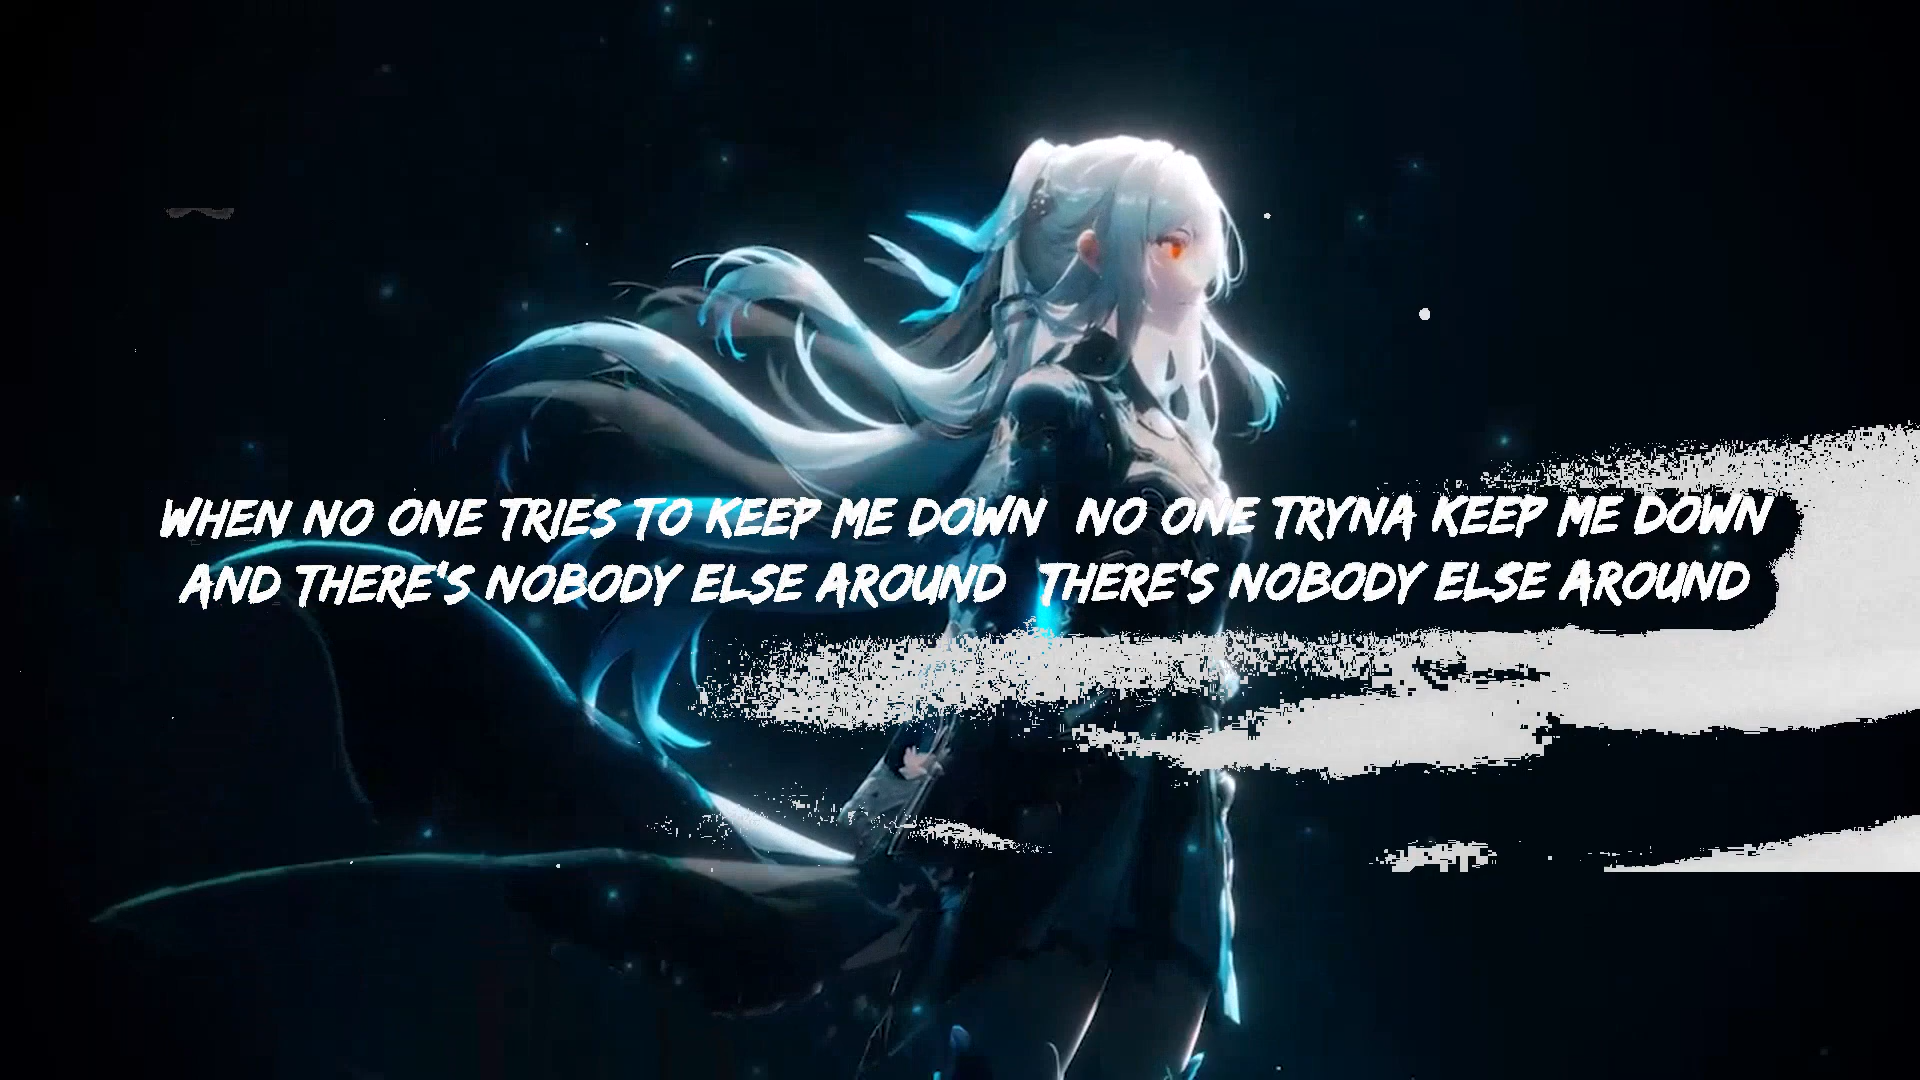 WHEN NO ONE TRIES TO KEEP ME DOWN  NO ONE TRYNA KEEP ME DOWN
AND THERE'S NOBODY ELSE AROUND  THERE'S NOBODY ELSE AROUND